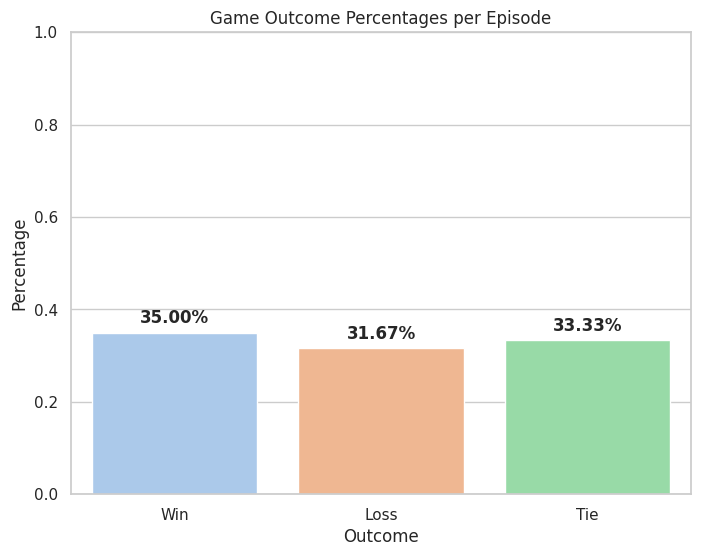 Game Outcome Percentages per Episode
1.0
0.8
0.6
0.4
0.2
0.0
Percentage
35.00%
31.67%
33.33%
Win
Loss
Tie
Outcome